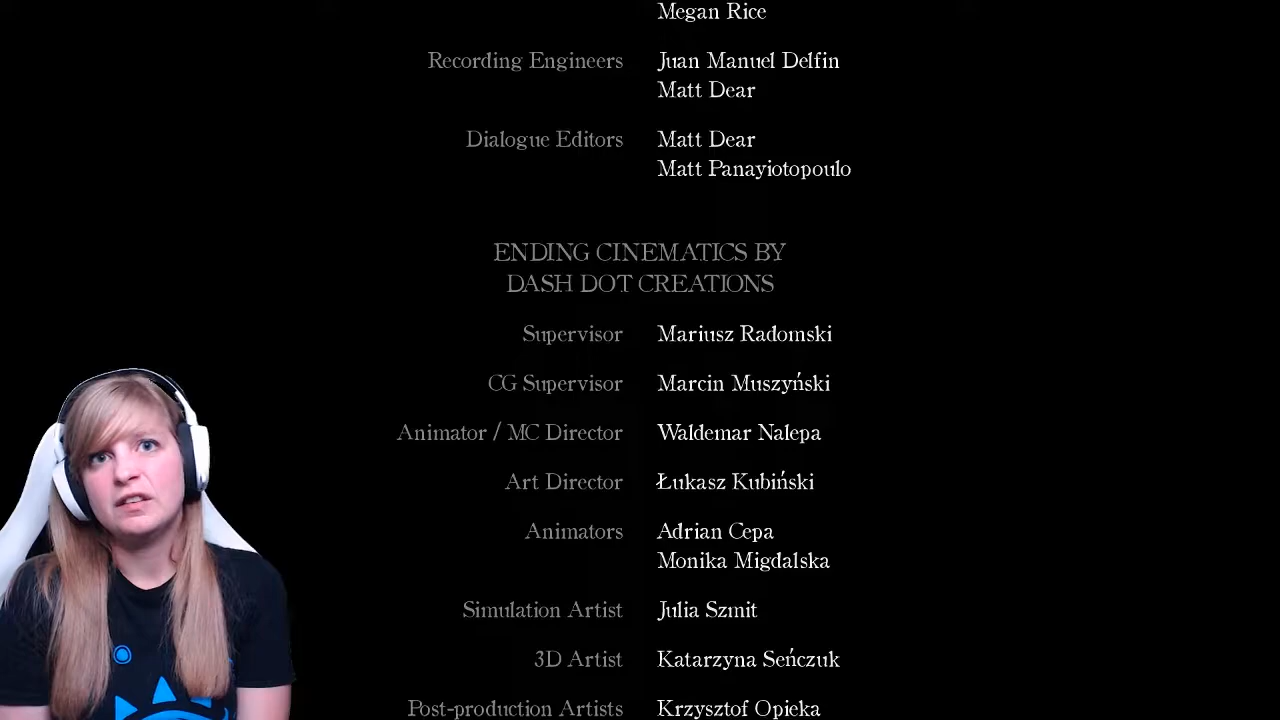 Megan Rice
Recording Engineers Juan Manuel Delfin
Matt Dear
Dialogue Editors Matt Dear
Matt Panayiotopoulo
ENDING CINEMATICS BY
DASH DOT CREATIONS
Supervisor Mariusz Radomski
CG Supervisor Marcin Muszyński
Animator / MC Director Waldemar Nalepa
Art Director Łukasz Kubiński
Animators Adrian Cepa
Monika Migdalska
Simulation Artist Julia Szmit
3D Artist Katarzyna Seńczuk
Post-production Artists Krzysztof Opieka